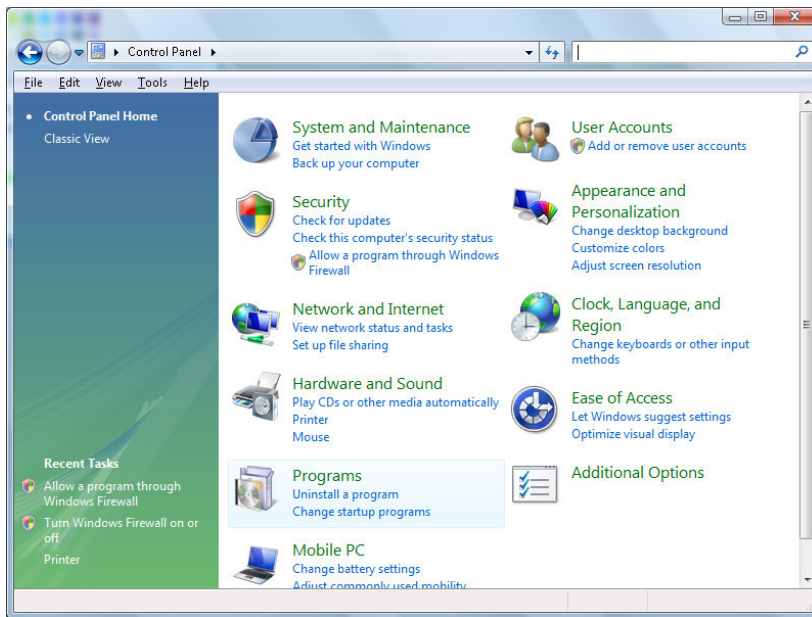 Control Panel
File Edit View Tools Help
Control Panel Home
Classic View
Recent Tasks
Allow a program through
Windows Firewall
Turn Windows Firewall on or
off
Printer
System and Maintenance
Get started with Windows
Back up your computer
Security
Check for updates
Check this computer's security status
Allow a program through Windows
Firewall
Network and Internet
View network status and tasks
Set up file sharing
Hardware and Sound
Play CDs or other media automatically
Printer
Mouse
Programs
Uninstall a program
Change startup programs
Mobile PC
Change battery settings
Adjust commonly used mobility
User Accounts
Add or remove user accounts
Appearance and
Personalization
Change desktop background
Customize colors
Adjust screen resolution
Clock, Language, and
Region
Change keyboards or other input
methods
Ease of Access
Let Windows suggest settings
Optimize visual display
Additional Options